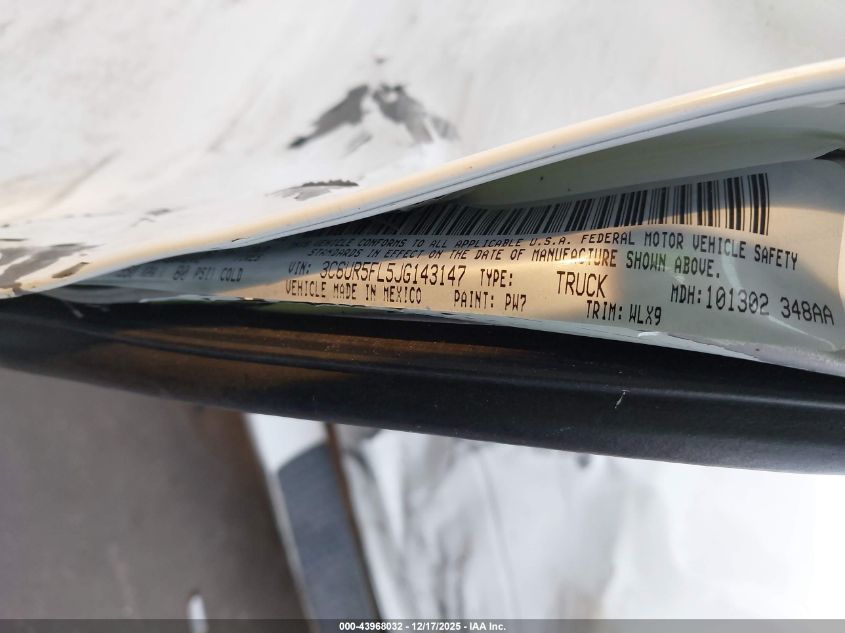 VEHICLE CONFORMS TO ALL APPLICABLE U.S.A. FEDERAL MOTOR VEHICLE SAFETY
STANDARDS IN EFFECT ON THE DATE OF MANUFACTURE SHOWN ABOVE.
80 PSI/ COLD
VIN: 3C6UR5FL5JG143147 TYPE: TRUCK MDH:101302 348AA
VEHICLE MADE IN MEXICO PAINT: PW7 TRIM: WLX9
000-43968032 - 12/17/2025 - IAA Inc.